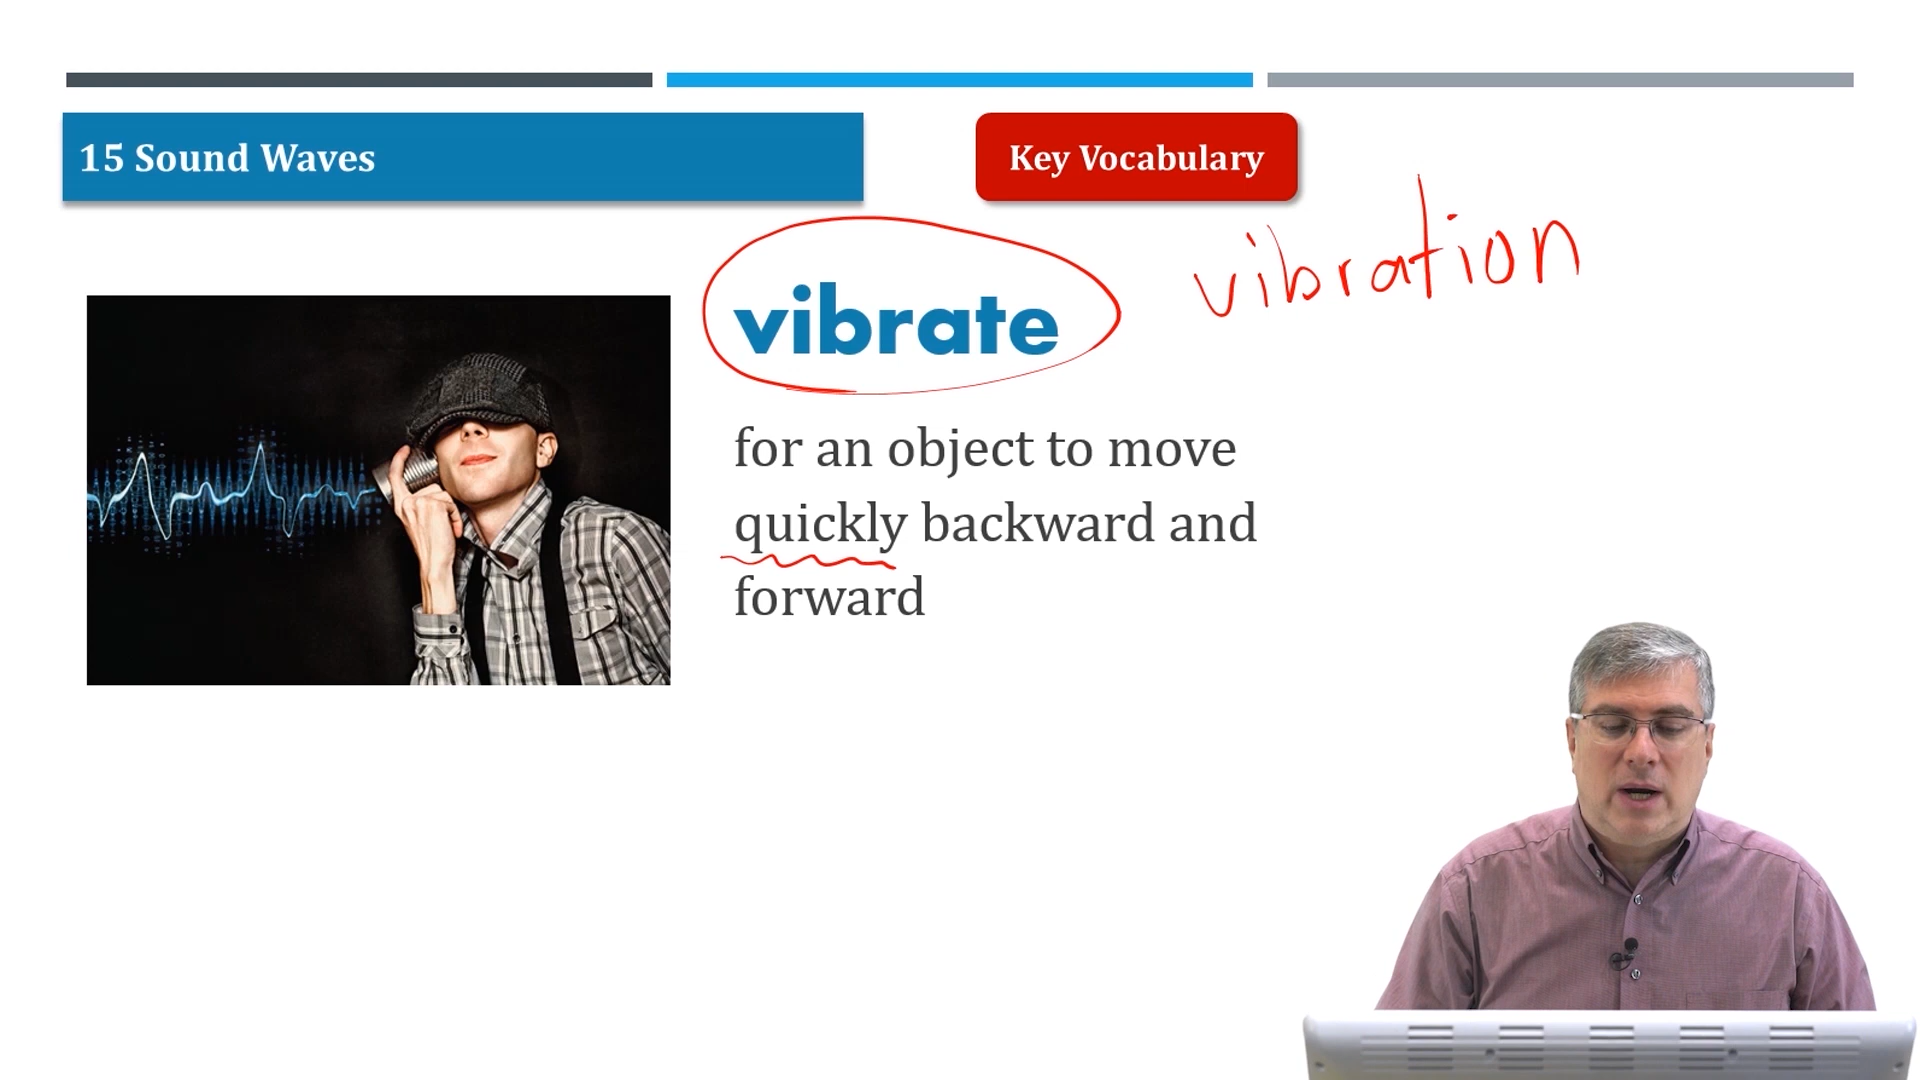 15 Sound Waves
Key Vocabulary
vibration
vibrate
for an object to move
quickly backward and
forward